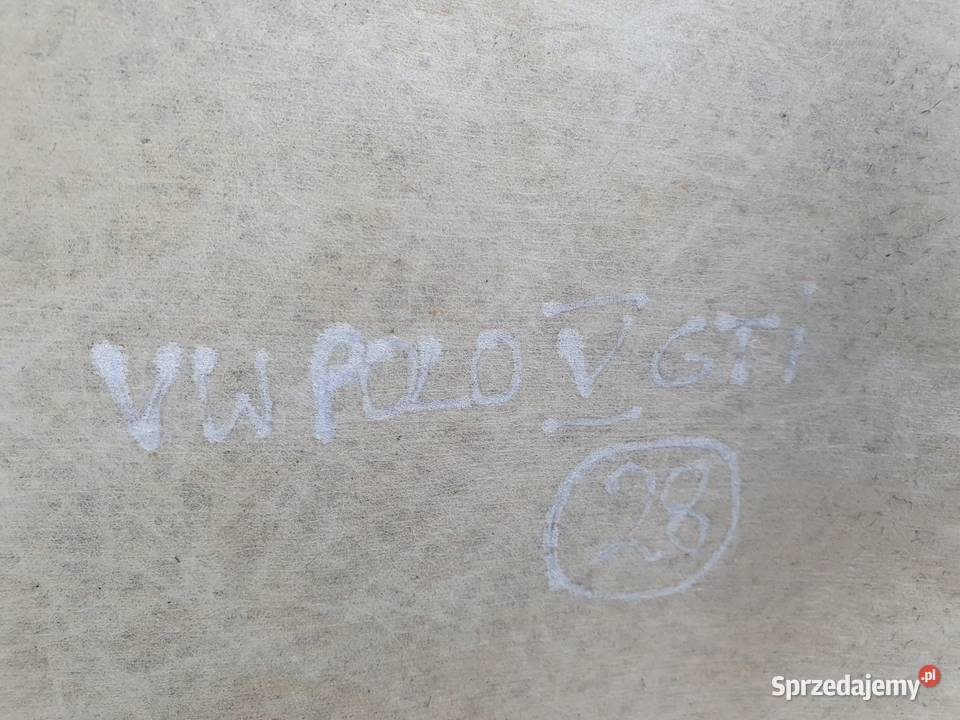 VW POLO V GTi
28
Sprzedajemy.pl